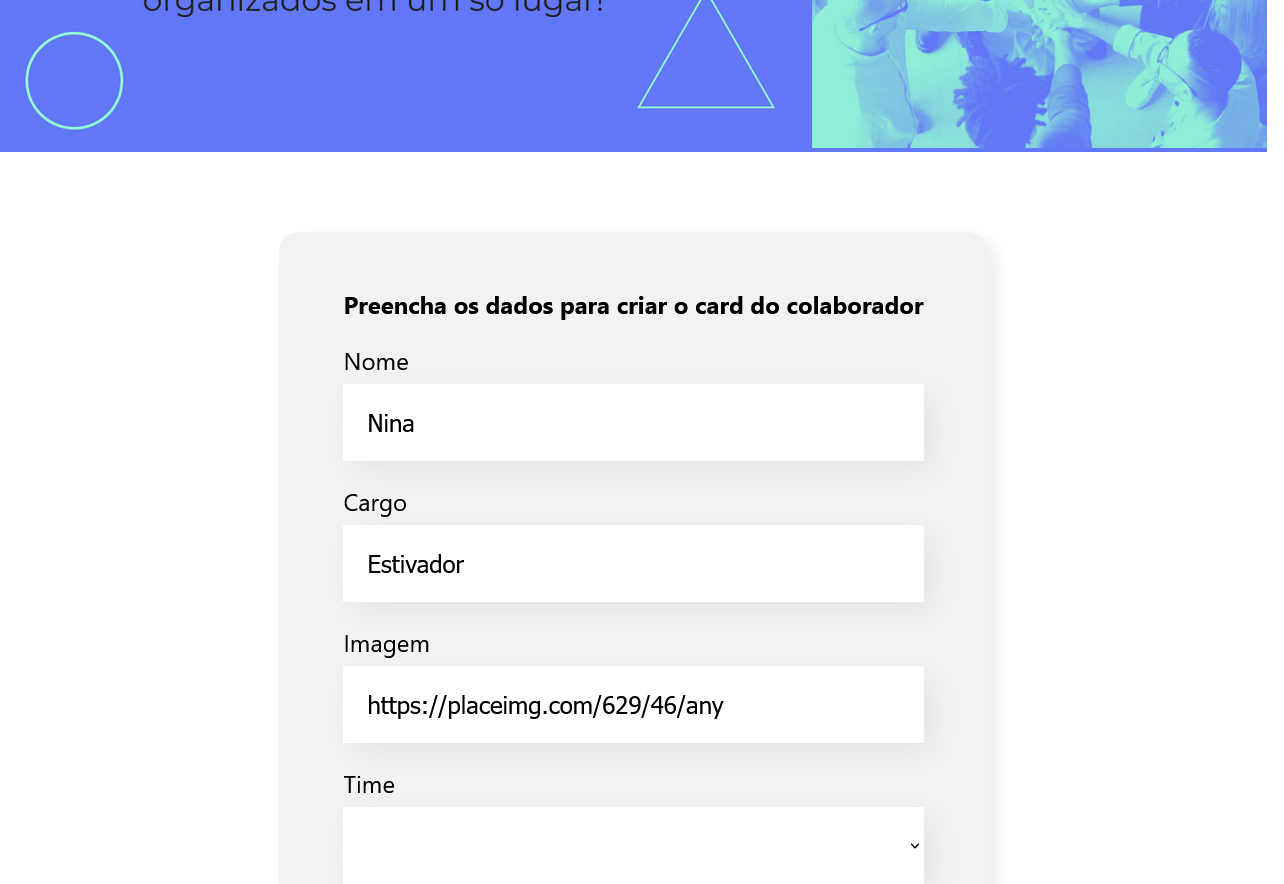 organizados em um só lugar!
Preencha os dados para criar o card do colaborador
Nome
Nina
Cargo
Estivador
Imagem
https://placeimg.com/629/46/any
Time